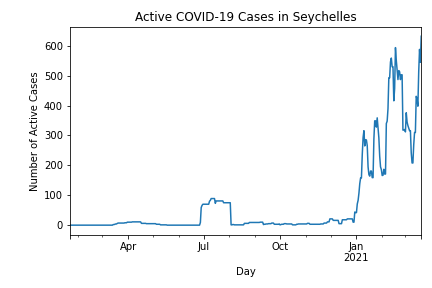 Active COVID-19 Cases in Seychelles
600
500
400
300
200
100
0
Number of Active Cases
Apr
Jul
Oct
Jan
2021
Day